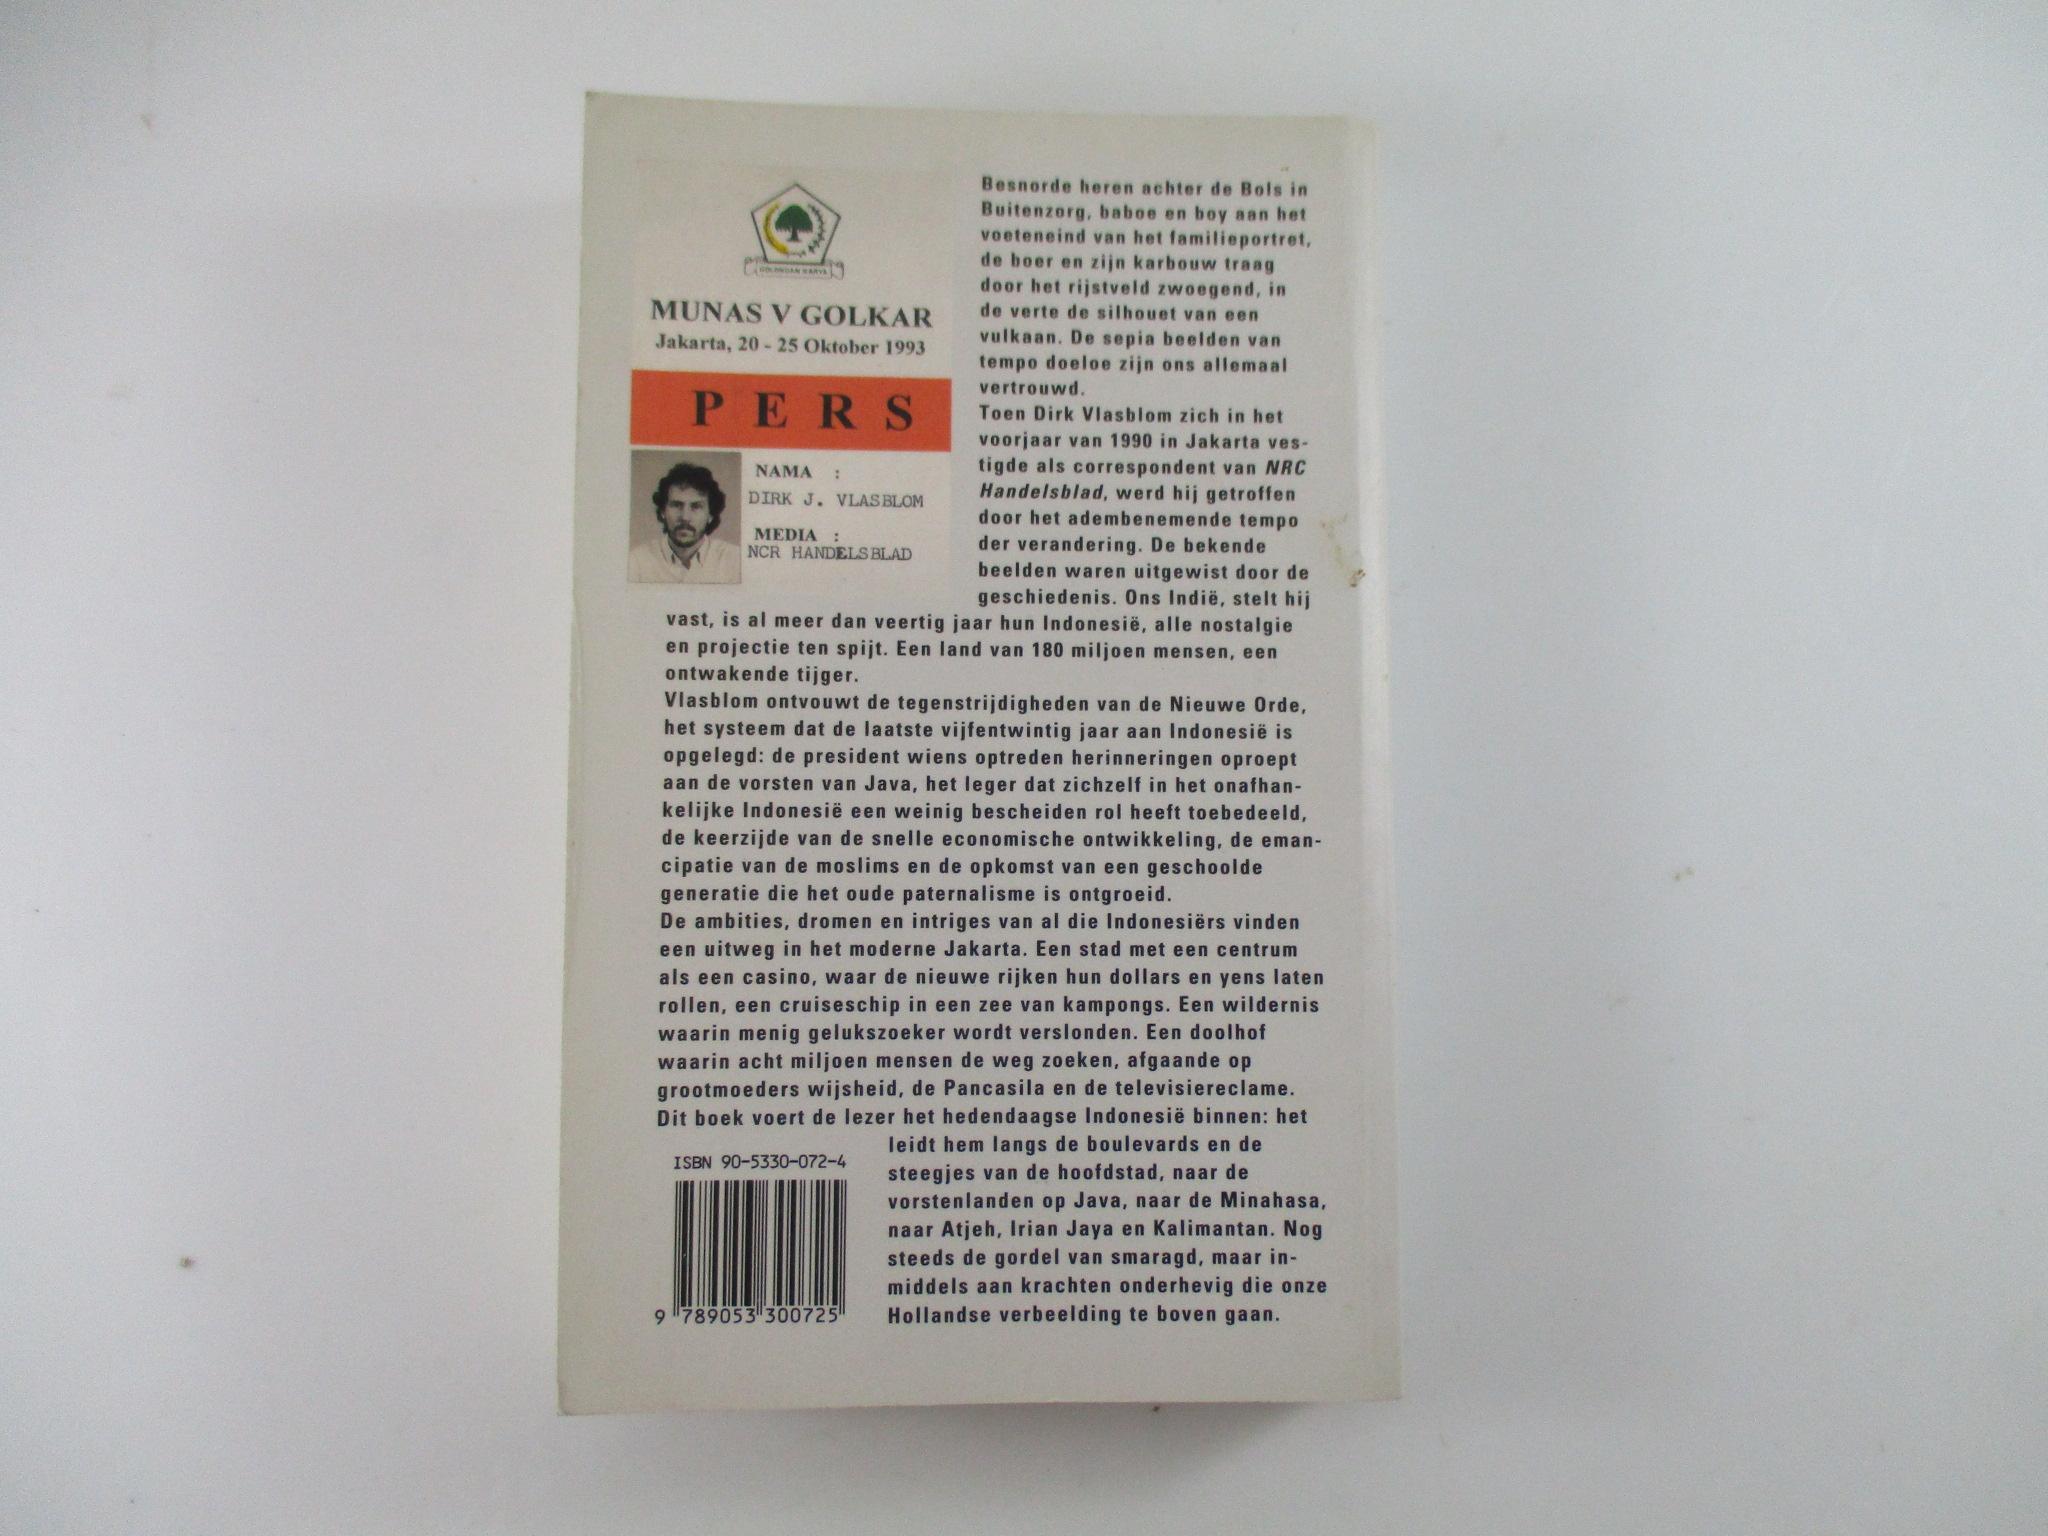 GOLONGAN KARYA
MUNAS V GOLKAR
Jakarta, 20 - 25 Oktober 1993
PERS
NAMA :
DIRK J. VLASBLOM
MEDIA :
NCR HANDELSBLAD
Besnorde heren achter de Bols in
Buitenzorg, baboe en boy aan het
voeteneind van het familieportret,
de boer en zijn karbouw traag
door het rijstveld zwoegend, in
de verte de silhouet van een
vulkaan. De sepia beelden van
tempo doeloe zijn ons allemaal
vertrouwd.
Toen Dirk Vlasblom zich in het
voorjaar van 1990 in Jakarta ves-
tigde als correspondent van NRC
Handelsblad, werd hij getroffen
door het adembenemende tempo
der verandering. De bekende
beelden waren uitgewist door de
geschiedenis. Ons Indië, stelt hij
vast, is al meer dan veertig jaar hun Indonesië, alle nostalgie
en projectie ten spijt. Een land van 180 miljoen mensen, een
ontwakende tijger.
Vlasblom ontvouwt de tegenstrijdigheden van de Nieuwe Orde,
het systeem dat de laatste vijfentwintig jaar aan Indonesië is
opgelegd: de president wiens optreden herinneringen oproept
aan de vorsten van Java, het leger dat zichzelf in het onafhan-
kelijke Indonesië een weinig bescheiden rol heeft toebedeeld,
de keerzijde van de snelle economische ontwikkeling, de eman-
cipatie van de moslims en de opkomst van een geschoolde
generatie die het oude paternalisme is ontgroeid.
De ambities, dromen en intriges van al die Indonesiërs vinden
een uitweg in het moderne Jakarta. Een stad met een centrum
als een casino, waar de nieuwe rijken hun dollars en yens laten
rollen, een cruiseschip in een zee van kampongs. Een wildernis
waarin menig gelukszoeker wordt verslonden. Een doolhof
waarin acht miljoen mensen de weg zoeken, afgaande op
grootmoeders wijsheid, de Pancasila en de televisiereclame.
Dit boek voert de lezer het hedendaagse Indonesië binnen: het
leidt hem langs de boulevards en de
steegjes van de hoofdstad, naar de
vorstenlanden op Java, naar de Minahasa,
naar Atjeh, Irian Jaya en Kalimantan. Nog
steeds de gordel van smaragd, maar in-
middels aan krachten onderhevig die onze
Hollandse verbeelding te boven gaan.
ISBN 90-5330-072-4
9 789053 300725